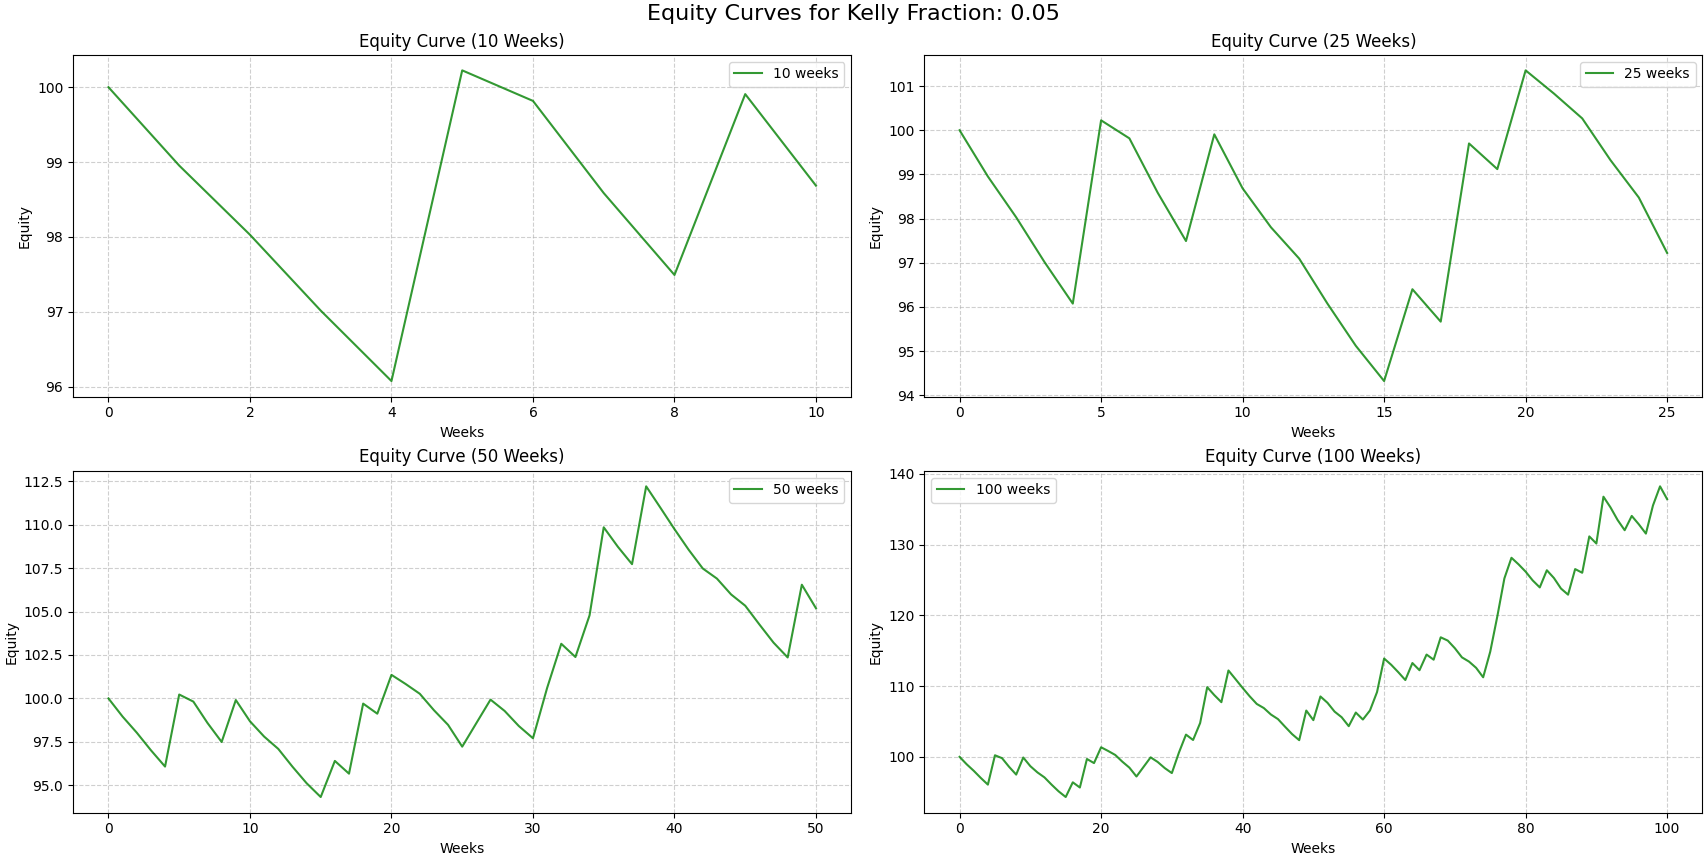 Equity Curves for Kelly Fraction: 0.05
Equity Curve (10 Weeks)
10 weeks
100
99
98
97
96
Equity
0 2 4 6 8 10
Weeks
Equity Curve (25 Weeks)
25 weeks
101
100
99
98
97
96
95
94
Equity
0 5 10 15 20 25
Weeks
Equity Curve (50 Weeks)
50 weeks
112.5
110.0
107.5
105.0
102.5
100.0
97.5
95.0
Equity
0 10 20 30 40 50
Weeks
Equity Curve (100 Weeks)
100 weeks
140
130
120
110
100
Equity
0 20 40 60 80 100
Weeks